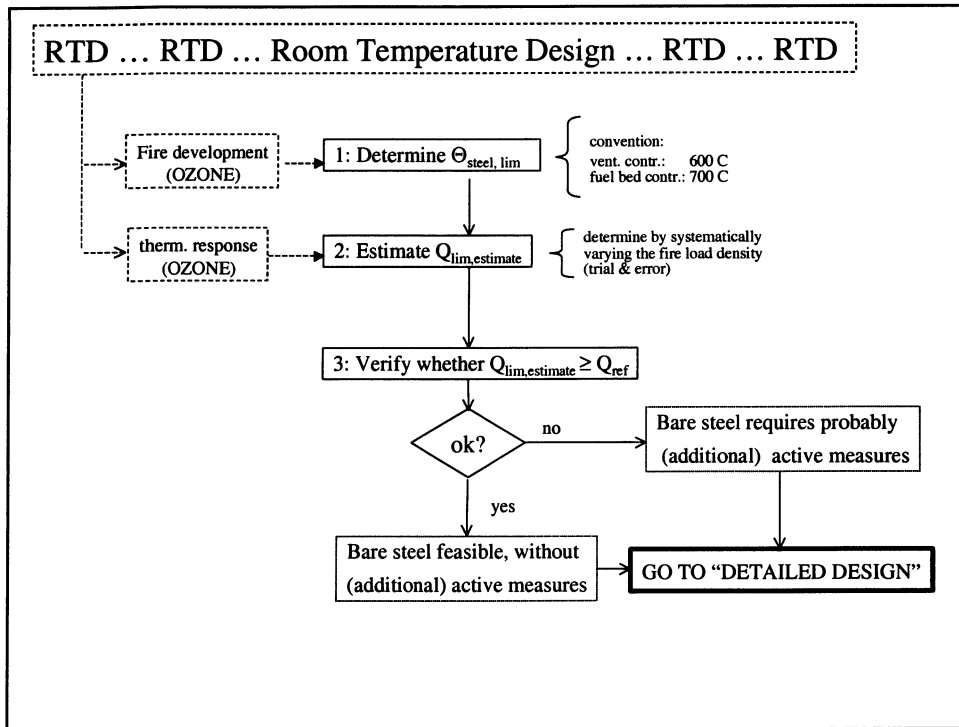 RTD … RTD … Room Temperature Design … RTD … RTD
Fire development
(OZONE)
1: Determine Θsteel, lim
convention:
vent. contr.: 600 C
fuel bed contr.: 700 C
therm. response
(OZONE)
2: Estimate Qlim,estimate
determine by systematically
varying the fire load density
(trial & error)
3: Verify whether Qlim,estimate ≥ Qref
ok?
no
Bare steel requires probably
(additional) active measures
yes
Bare steel feasible, without
(additional) active measures
GO TO “DETAILED DESIGN”